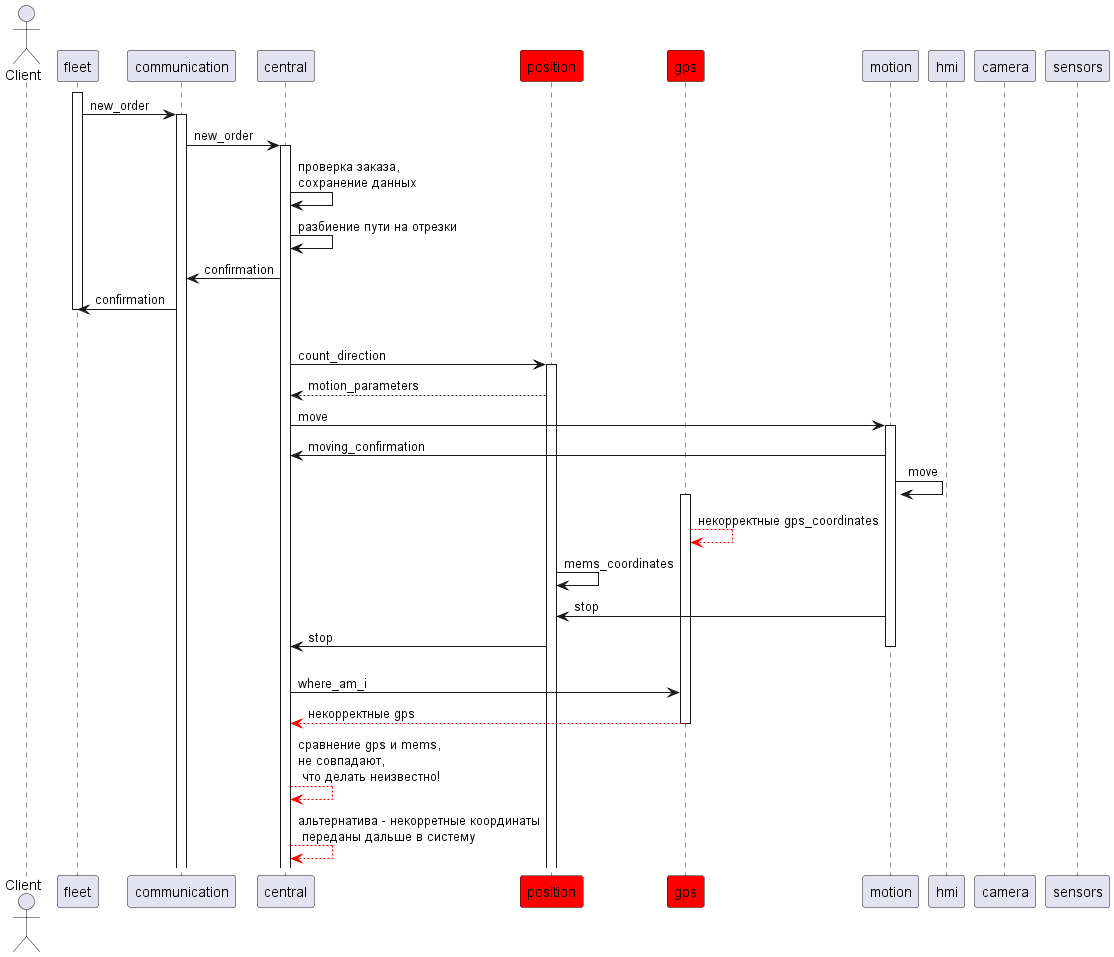 Client
fleet
communication
central
position
gps
motion
hmi
camera
sensors
new_order
new_order
проверка заказа,
сохранение данных
разбиение пути на отрезки
confirmation
confirmation
count_direction
motion_parameters
move
moving_confirmation
move
некорректные gps_coordinates
mems_coordinates
stop
stop
where_am_i
некорректные gps
сравнение gps и mems,
не совпадают,
что делать неизвестно!
альтернатива - некорретные координаты
переданы дальше в систему
Client
fleet
communication
central
position
gps
motion
hmi
camera
sensors